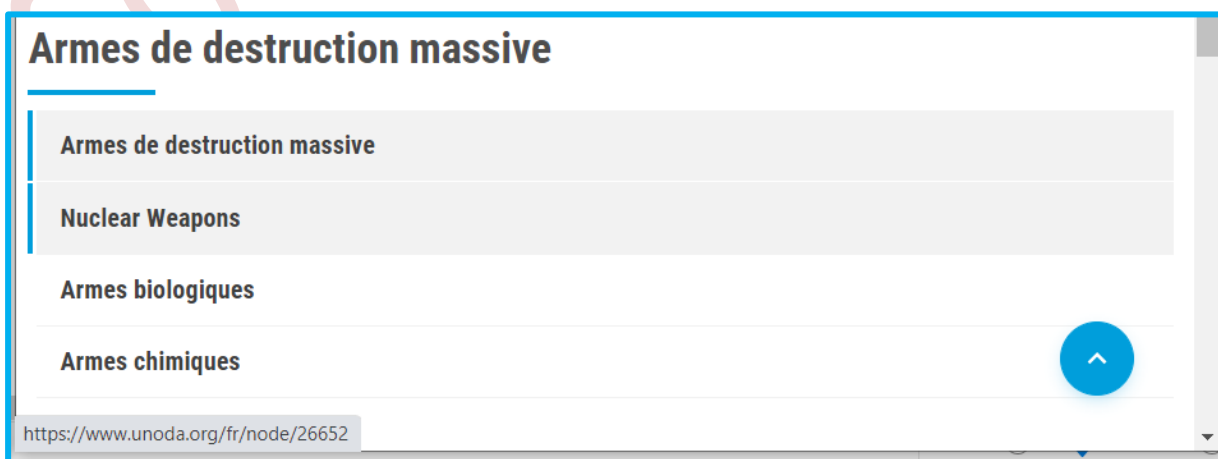 Armes de destruction massive
Armes de destruction massive
Nuclear Weapons
Armes biologiques
Armes chimiques
https://www.unoda.org/fr/node/26652